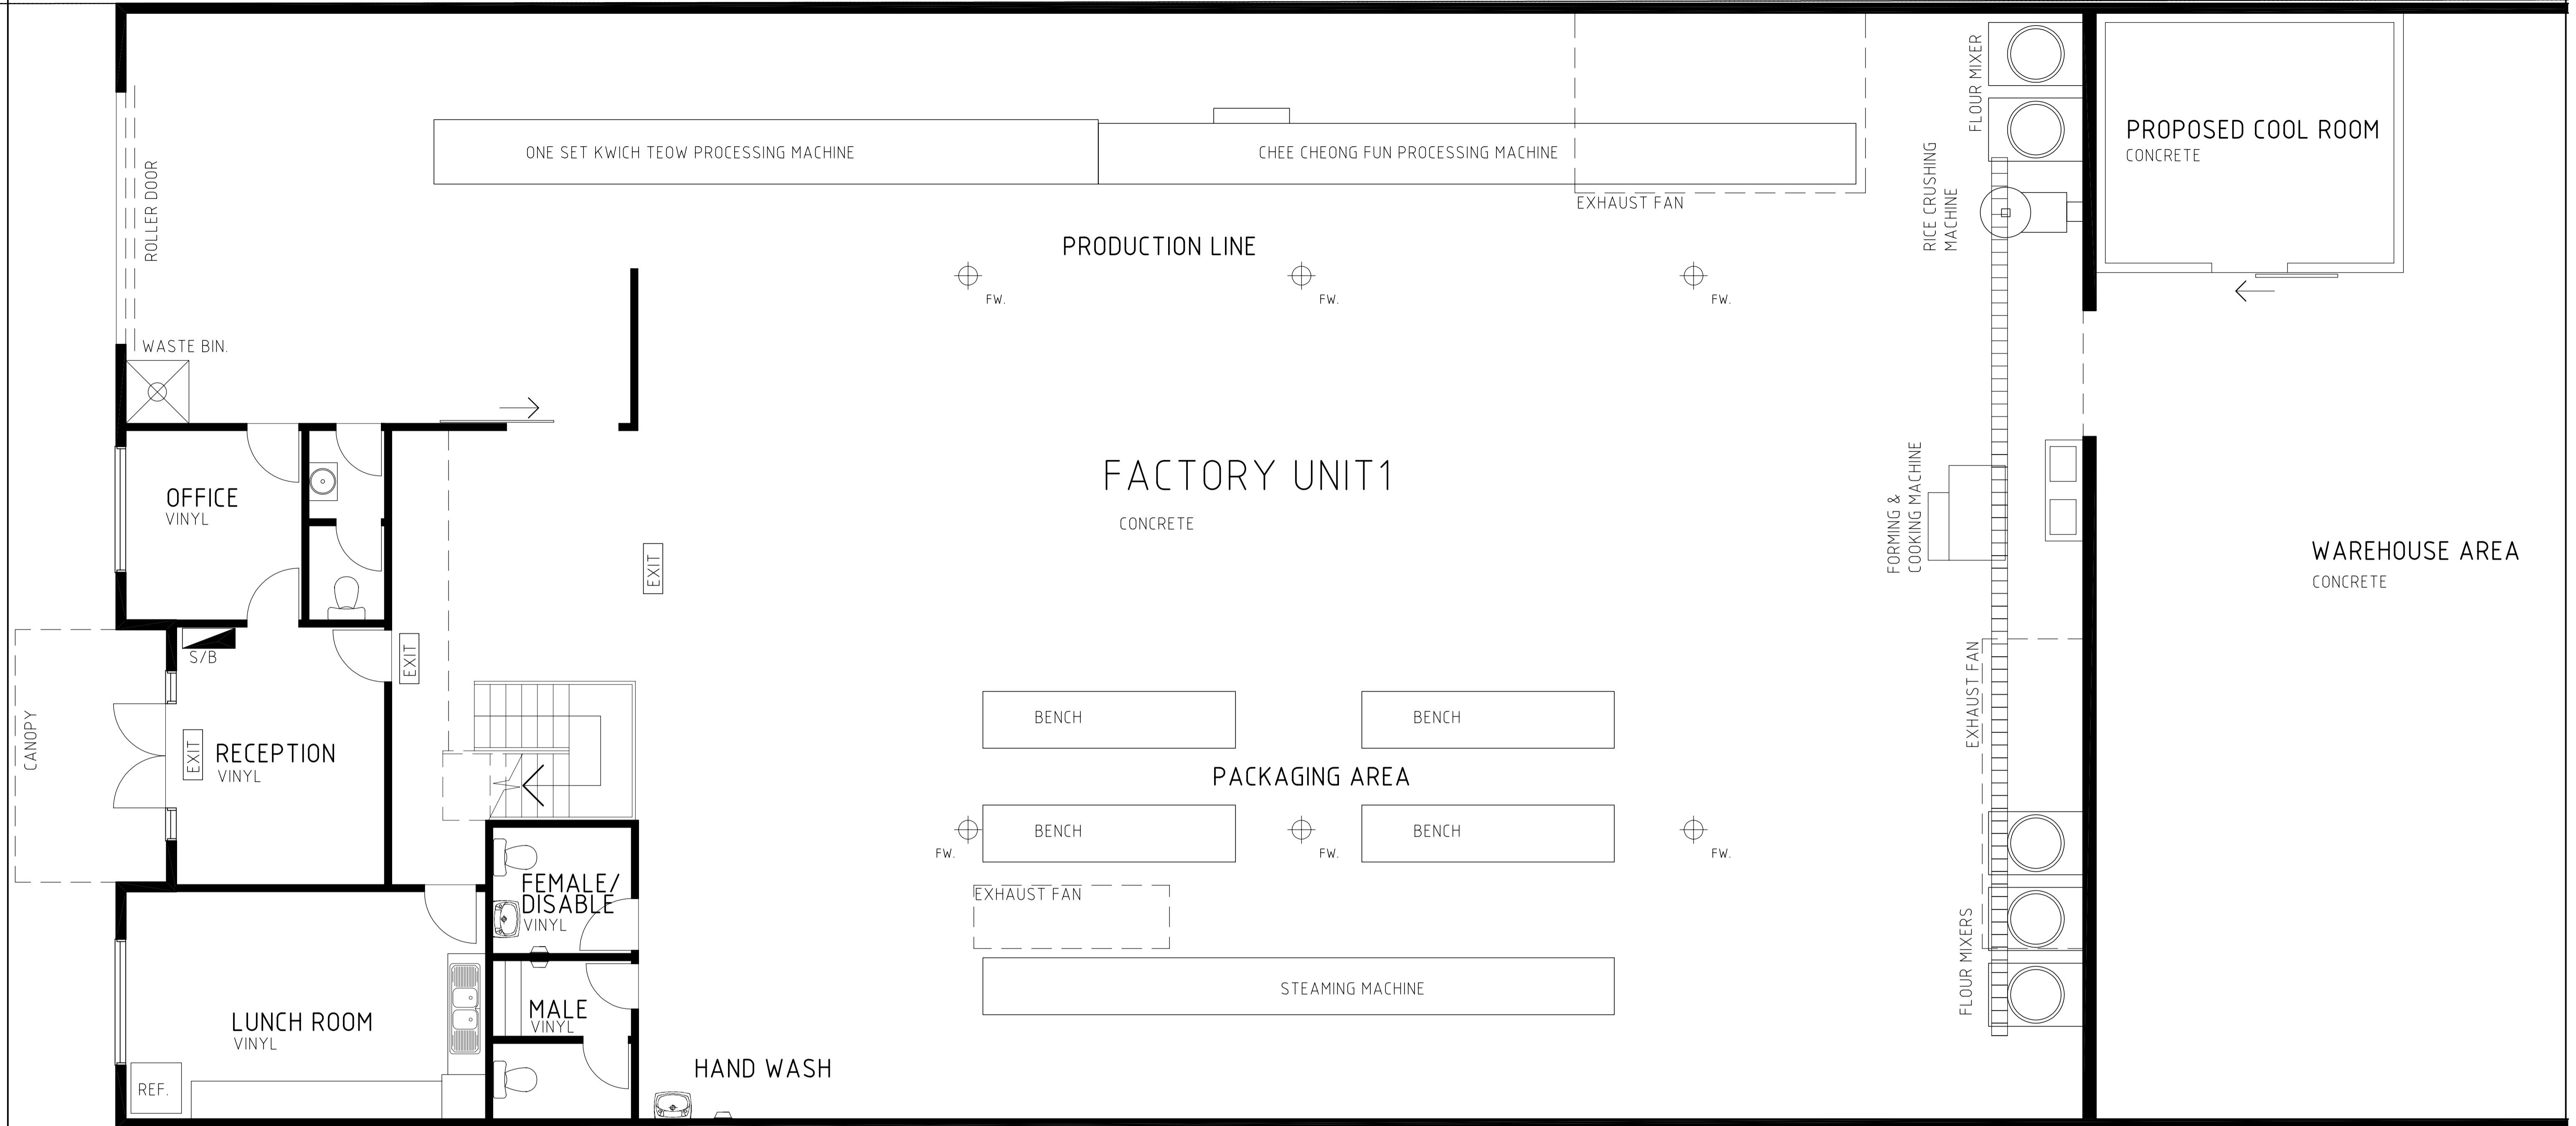 FLOUR MIXER
PROPOSED COOL ROOM
CONCRETE
ONE SET KWICH TEOW PROCESSING MACHINE
CHEE CHEONG FUN PROCESSING MACHINE
ROLLER DOOR
EXHAUST FAN
RICE CRUSHING
MACHINE
PRODUCTION LINE
FW.
FW.
FW.
WASTE BIN.
FACTORY UNIT1
CONCRETE
OFFICE
VINYL
EXIT
FORMING &
COOKING MACHINE
WAREHOUSE AREA
CONCRETE
S/B
EXIT
CANOPY
EXIT
RECEPTION
VINYL
BENCH
BENCH
EXHAUST FAN
PACKAGING AREA
BENCH
BENCH
FW.
FW.
FW.
FEMALE/
DISABLE
VINYL
EXHAUST FAN
FLOUR MIXERS
STEAMING MACHINE
MALE
VINYL
LUNCH ROOM
VINYL
REF.
HAND WASH